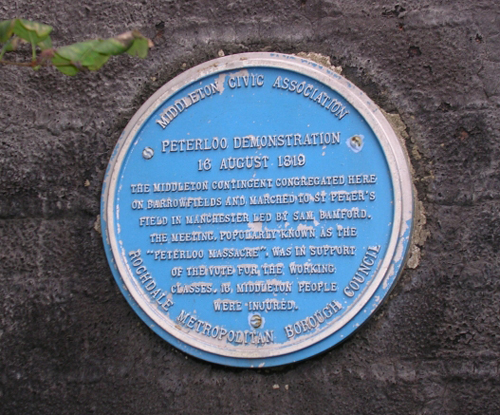 MIDDLETON CIVIC ASSOCIATION
PETERLOO DEMONSTRATION
16 AUGUST 1819
THE MIDDLETON CONTINGENT CONGREGATED HERE
ON BARROWFIELDS AND MARCHED TO ST PETER'S
FIELD IN MANCHESTER LED BY SAM BAMFORD.
THE MEETING, POPULARLY KNOWN AS THE
"PETERLOO MASSACRE", WAS IN SUPPORT
OF THE VOTE FOR THE WORKING
CLASSES. 16 MIDDLETON PEOPLE
WERE INJURED.
ROCHDALE METROPOLITAN BOROUGH COUNCIL